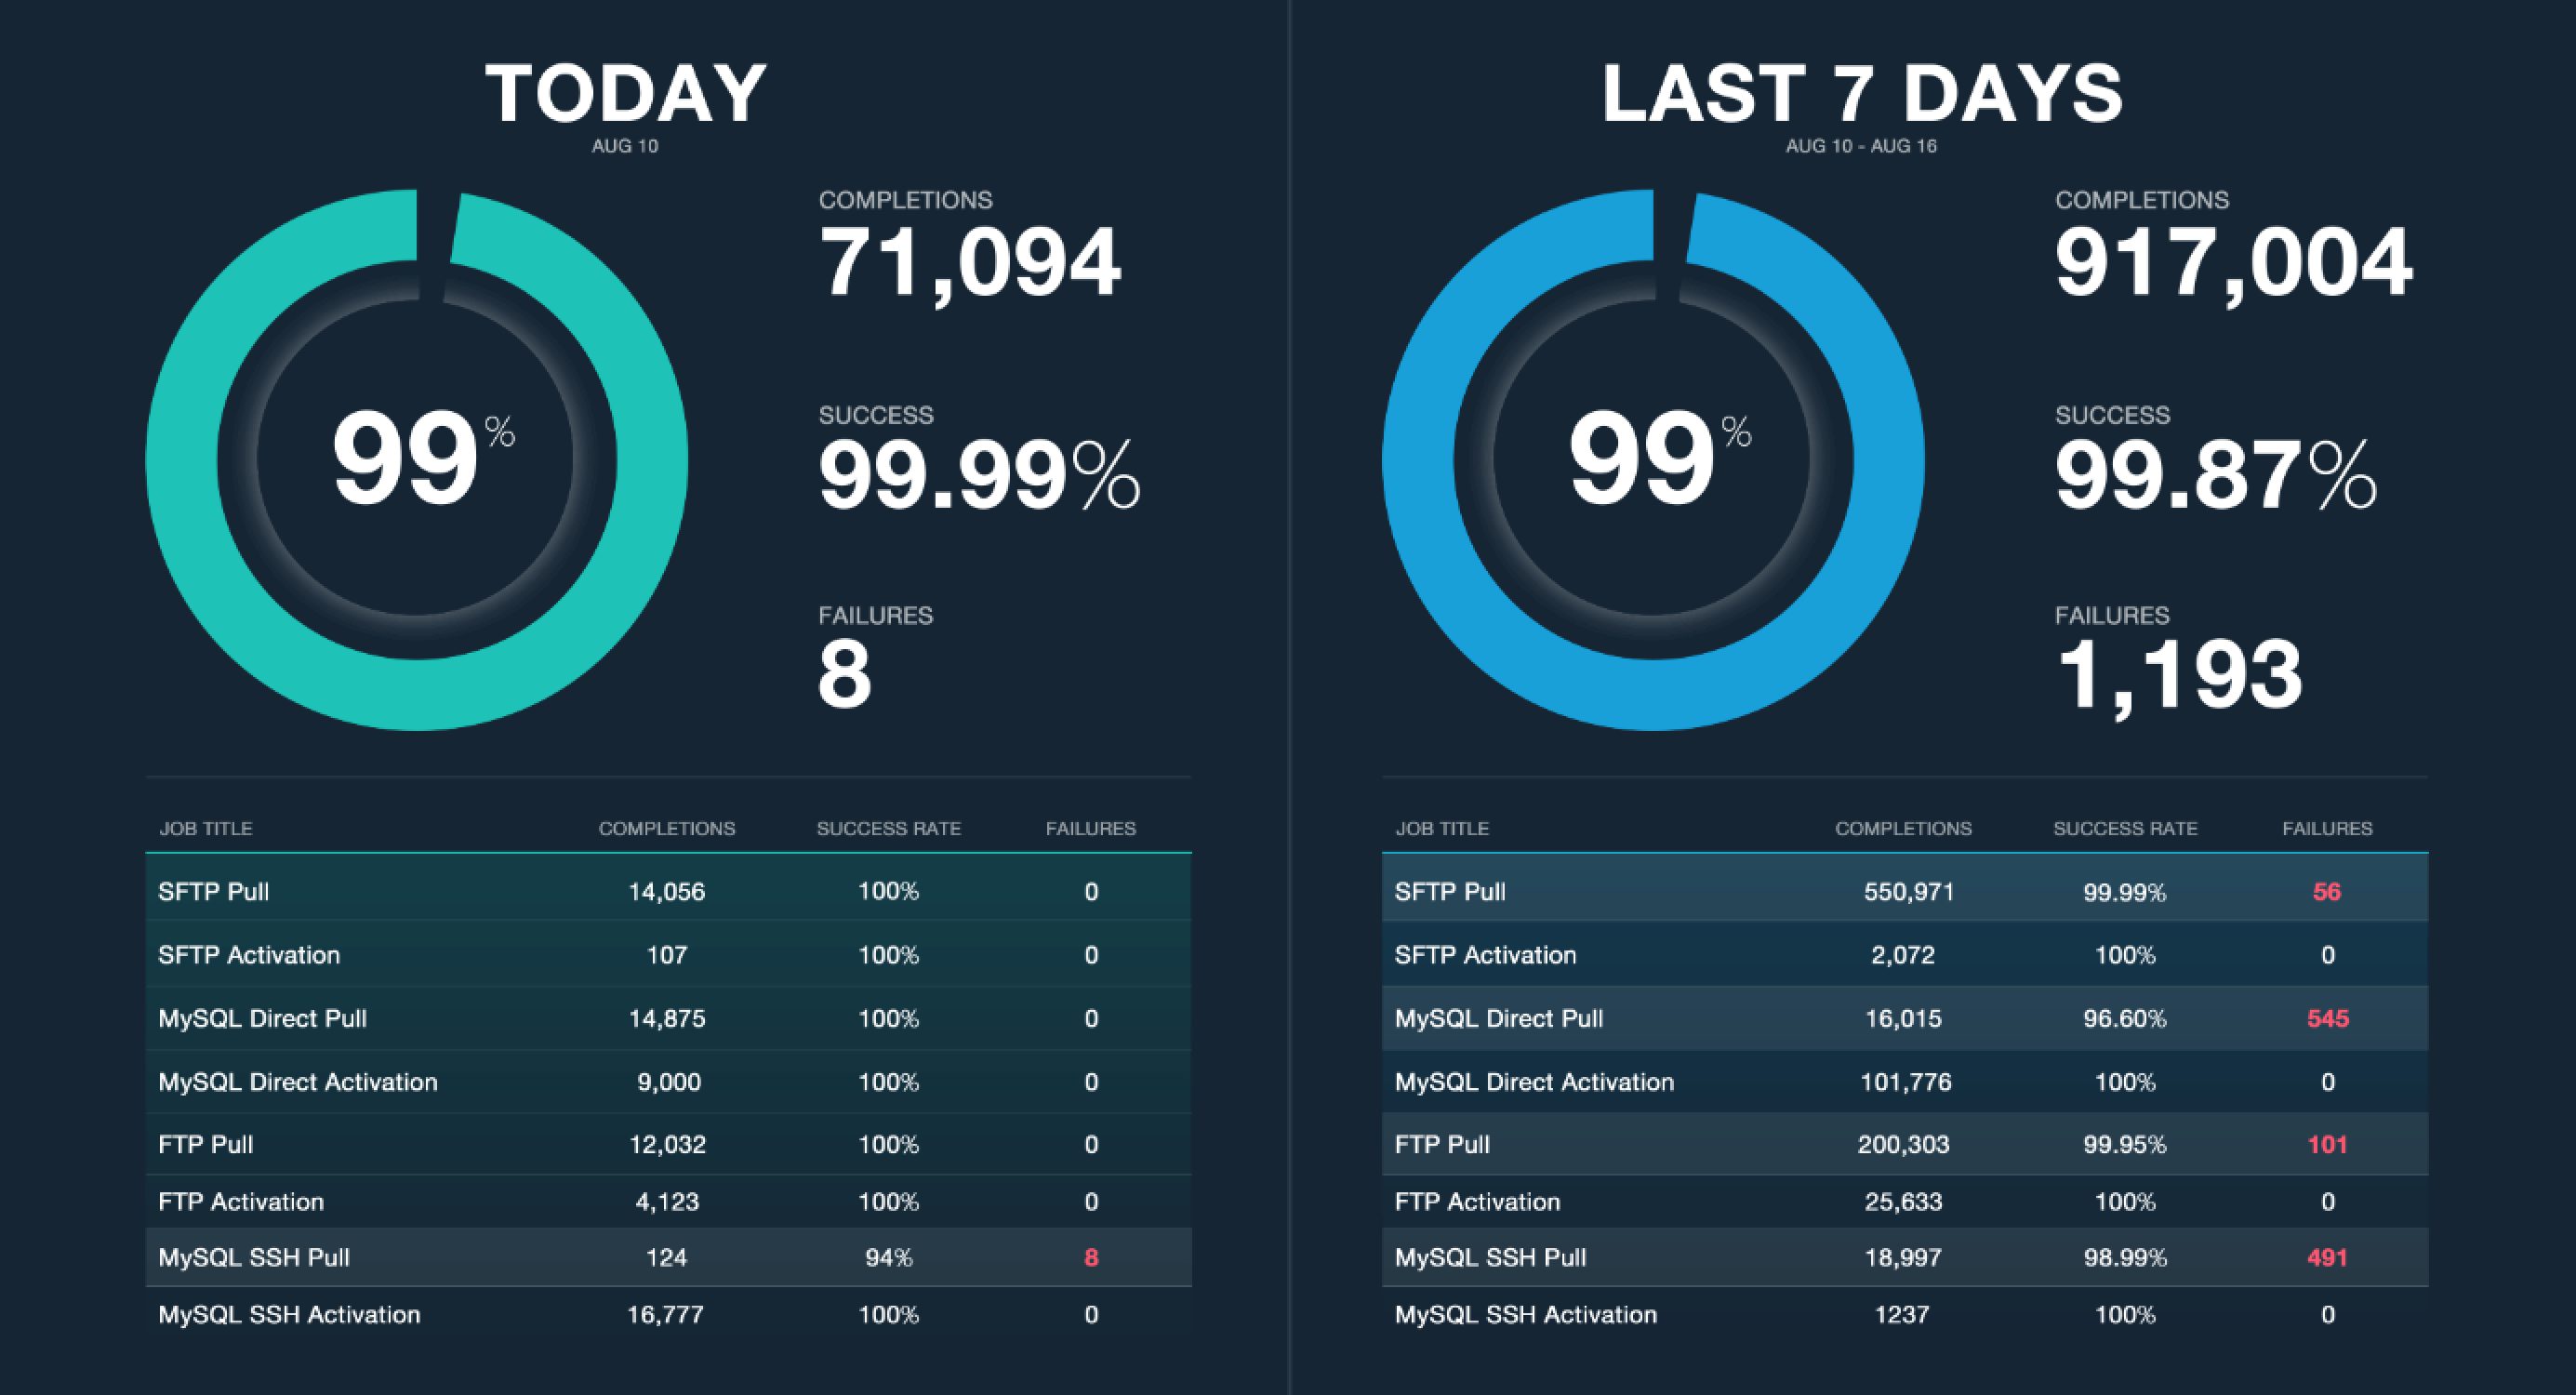 TODAY
AUG 10
99%
COMPLETIONS
71,094
SUCCESS
99.99%
FAILURES
8
JOB TITLE COMPLETIONS SUCCESS RATE FAILURES
SFTP Pull 14,056 100% 0
SFTP Activation 107 100% 0
MySQL Direct Pull 14,875 100% 0
MySQL Direct Activation 9,000 100% 0
FTP Pull 12,032 100% 0
FTP Activation 4,123 100% 0
MySQL SSH Pull 124 94% 8
MySQL SSH Activation 16,777 100% 0
LAST 7 DAYS
AUG 10 - AUG 16
99%
COMPLETIONS
917,004
SUCCESS
99.87%
FAILURES
1,193
JOB TITLE COMPLETIONS SUCCESS RATE FAILURES
SFTP Pull 550,971 99.99% 56
SFTP Activation 2,072 100% 0
MySQL Direct Pull 16,015 96.60% 545
MySQL Direct Activation 101,776 100% 0
FTP Pull 200,303 99.95% 101
FTP Activation 25,633 100% 0
MySQL SSH Pull 18,997 98.99% 491
MySQL SSH Activation 1237 100% 0